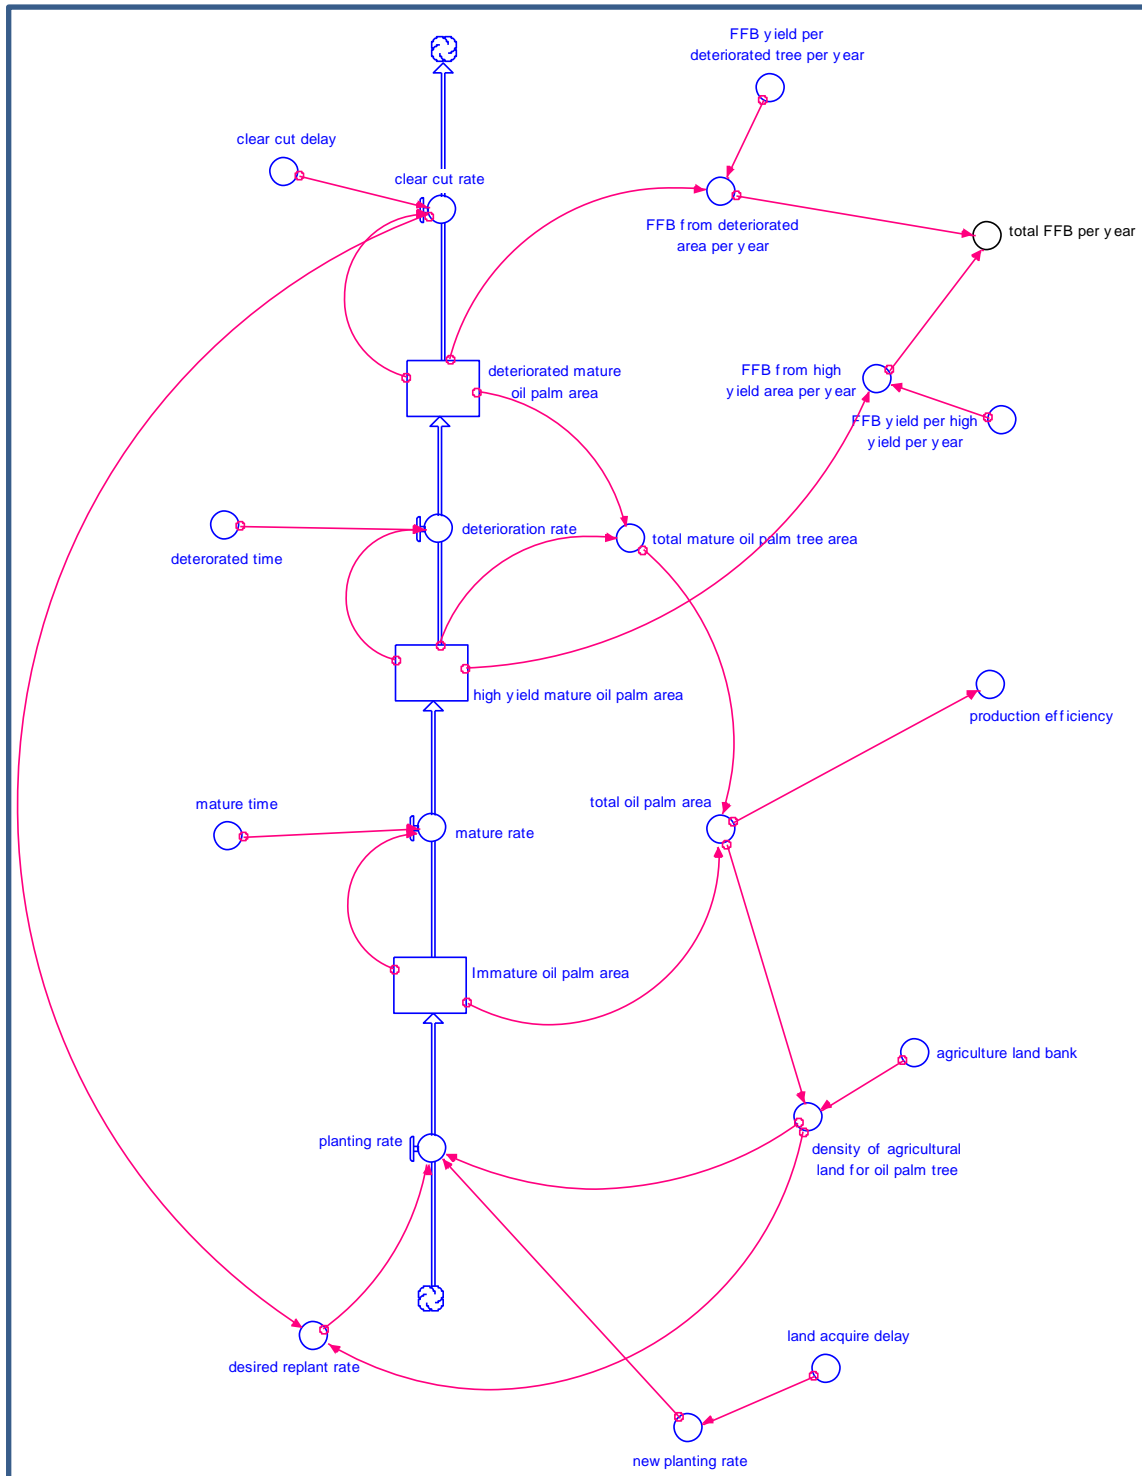 FFB yield per
deteriorated tree per year
clear cut delay
clear cut rate
FFB from deteriorated
area per year
total FFB per year
deteriorated mature
oil palm area
FFB from high
yield area per year
FFB yield per high
yield per year
deterioration rate
total mature oil palm tree area
deterorated time
high yield mature oil palm area
production efficiency
mature time
total oil palm area
mature rate
Immature oil palm area
agriculture land bank
planting rate
density of agricultural
land for oil palm tree
land acquire delay
desired replant rate
new planting rate